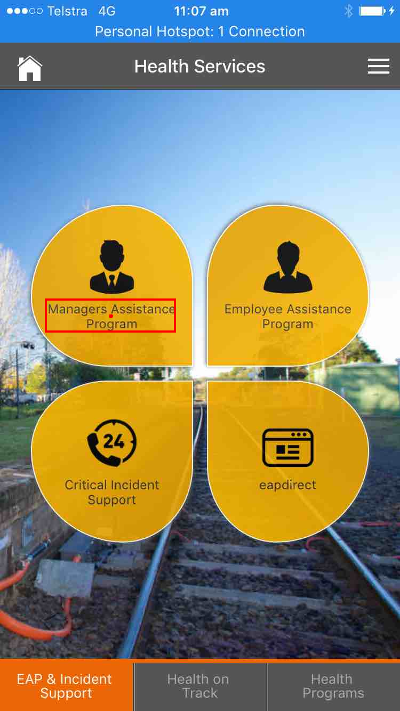 Telstra 4G 11:07 am
Personal Hotspot: 1 Connection
Health Services
Managers Assistance
Program
Employee Assistance
Program
24
Critical Incident
Support
eapdirect
EAP & Incident
Support
Health on
Track
Health
Programs